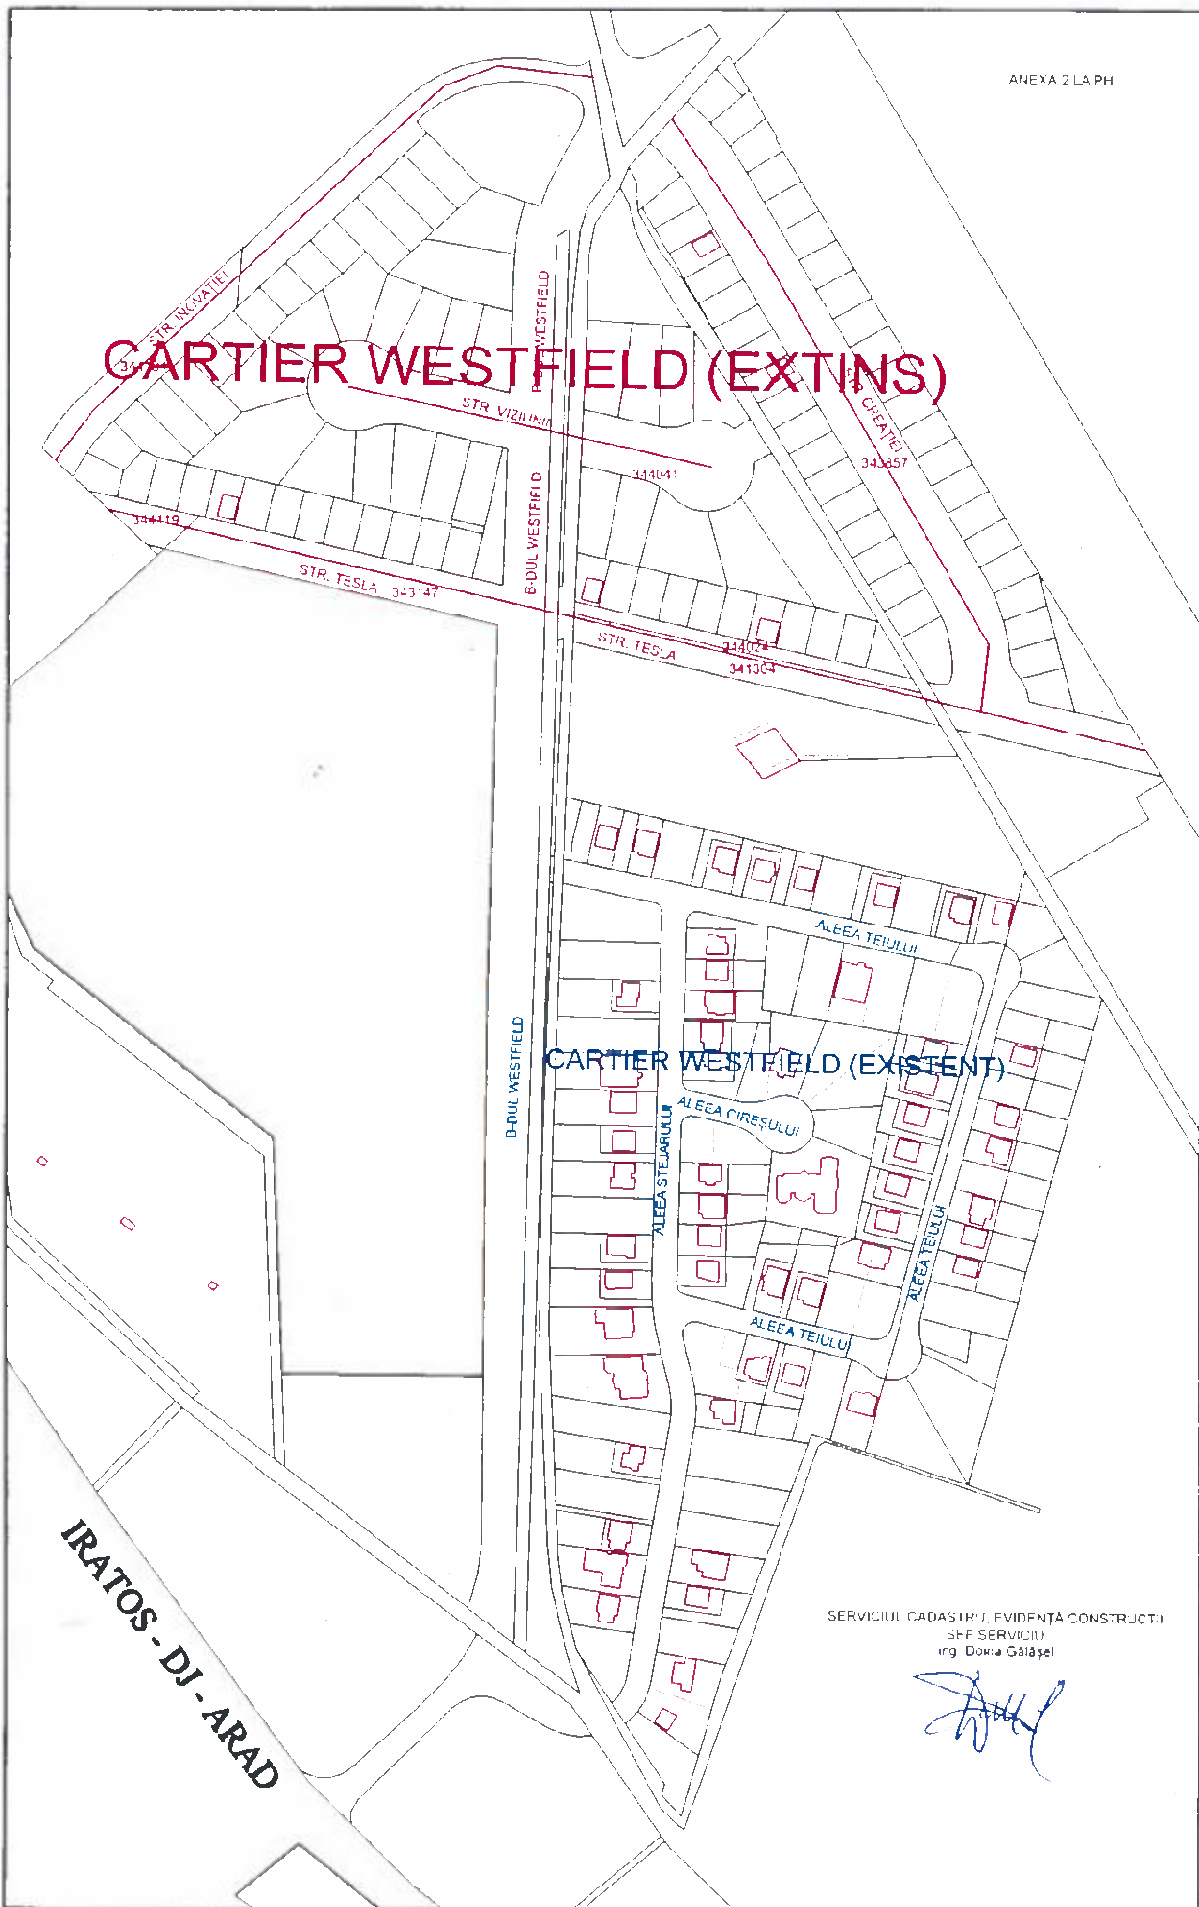 ANEXA 2 LA PH
STR. INOVAȚIEI
B-DUL WESTFIELD
CARTIER WESTFIELD (EXTINS)
STR. VIZIUNII
CREAȚIEI
343857
344041
344119
B-DUL WESTFIELD
STR. TESLA 343147
STR. TESLA
344024
341304
ALEEA TEIULUI
B-DUL WESTFIELD
CARTIER WESTFIELD (EXISTENT)
ALEEA CIREȘULUI
ALEEA STEJARULUI
ALEEA TEIULUI
ALEEA TEIULUI
IRATOS - DJ - ARAD
SERVICIUL CADASTRU, EVIDENȚA CONSTRUCȚII
ȘEF SERVICIU
ing. Doina Gălășel